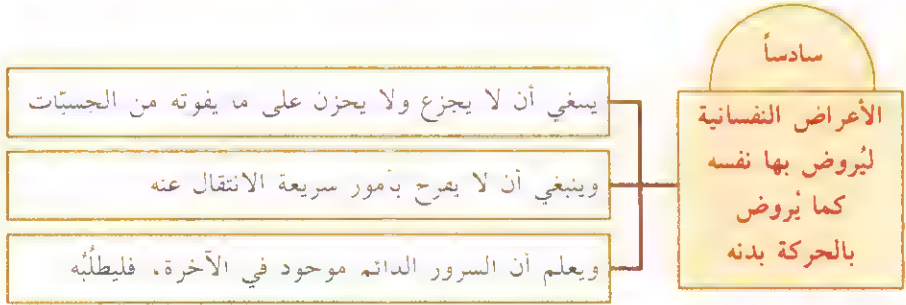 سادساً
الأعراض النفسانية
ليُروض بها نفسه
كما يُروض
بالحركة بدنه
ينبغي أن لا يجزع ولا يحزن على ما يفوته من الحسيّات
وينبغي أن لا يفرح بأمور سريعة الانتقال عنه
ويعلم أن السرور الدائم موجود في الآخرة، فليطلُبْه